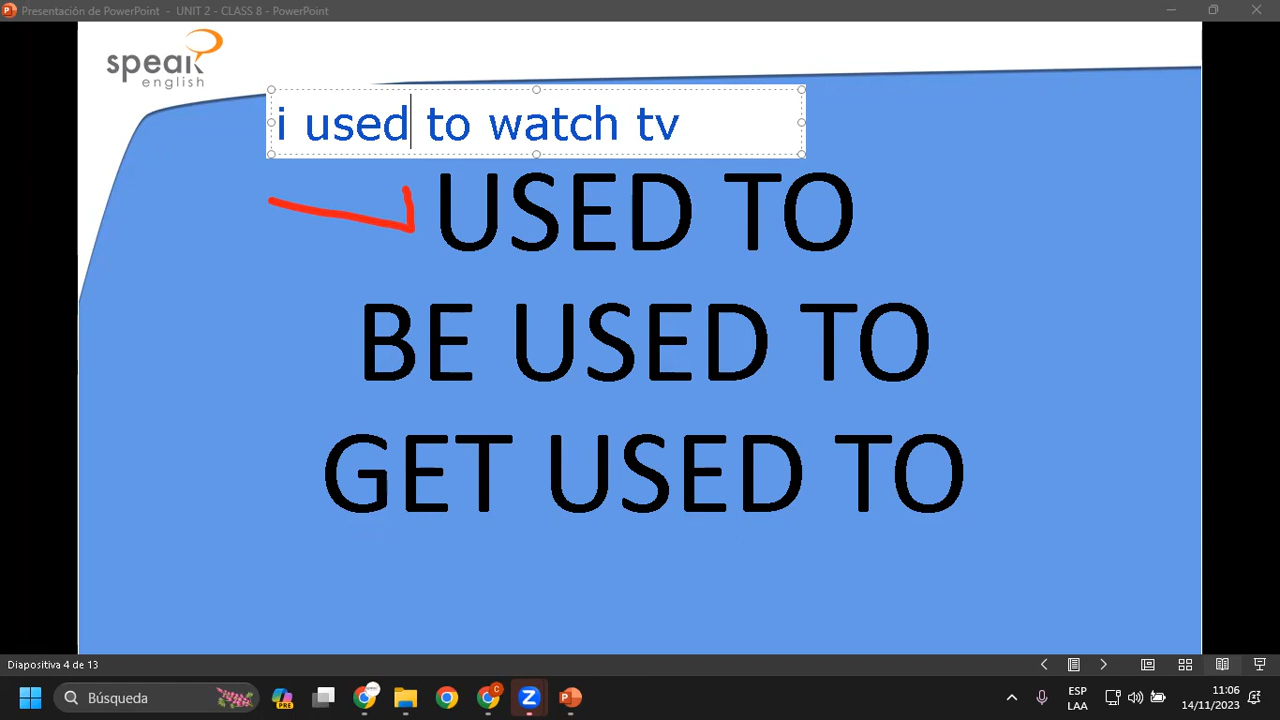 Presentación de PowerPoint - UNIT 2 - CLASS 8 - PowerPoint
speak
english
i used to watch tv
USED TO
BE USED TO
GET USED TO
Diapositiva 4 de 13
Búsqueda
PRE
ESP
LAA
11:06
14/11/2023